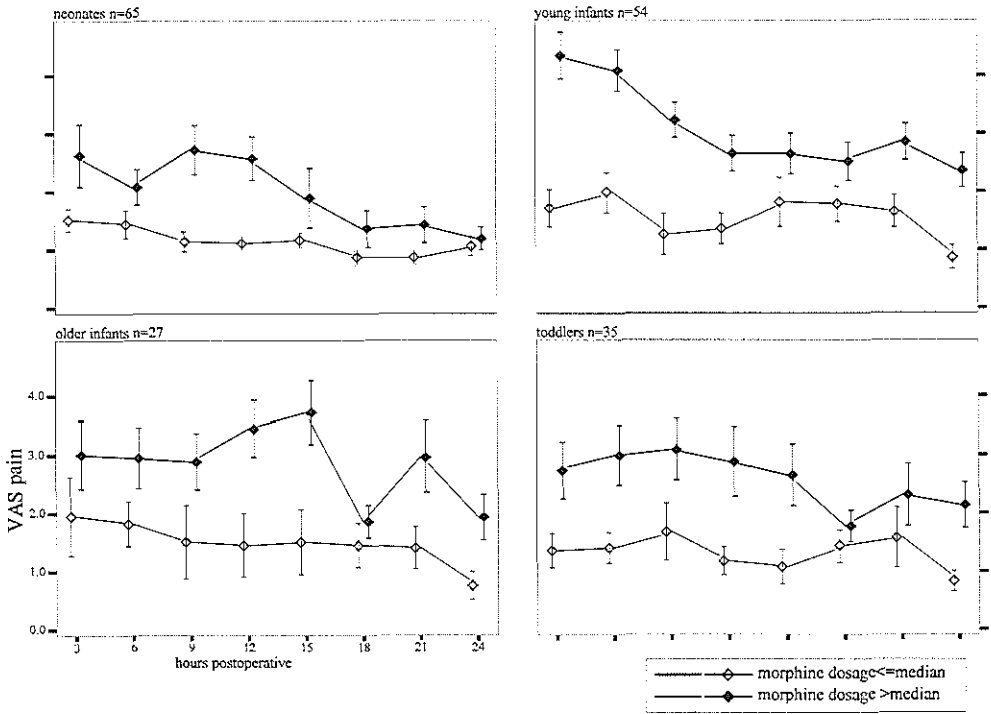 neonates n=65
young infants n=54
older infants n=27
toddlers n=35
VAS pain
4.0
3.0
2.0
1.0
0.0
3 6 9 12 15 18 21 24
hours postoperative
morphine dosage<=median
morphine dosage >median